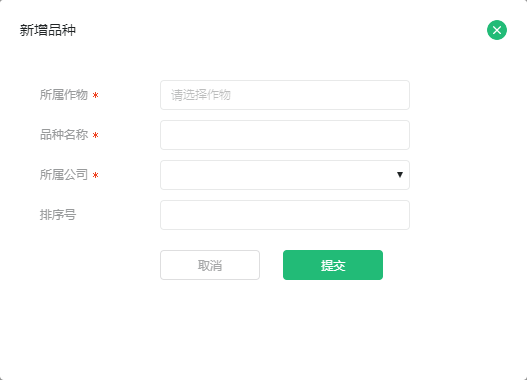 新增品种
所属作物 *
请选择作物
品种名称 *
所属公司 *
排序号
取消
提交